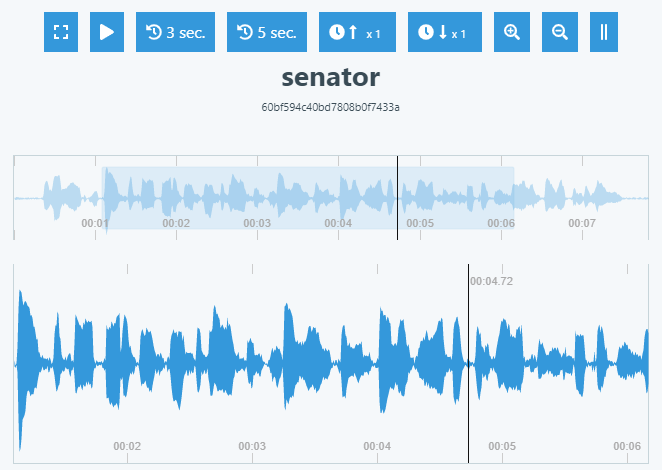 3 sec.
5 sec.
x 1
x 1
senator
60bf594c40bd7808b0f7433a
00:01 00:02 00:03 00:04 00:05 00:06 00:07
00:04.72
00:02 00:03 00:04 00:05 00:06